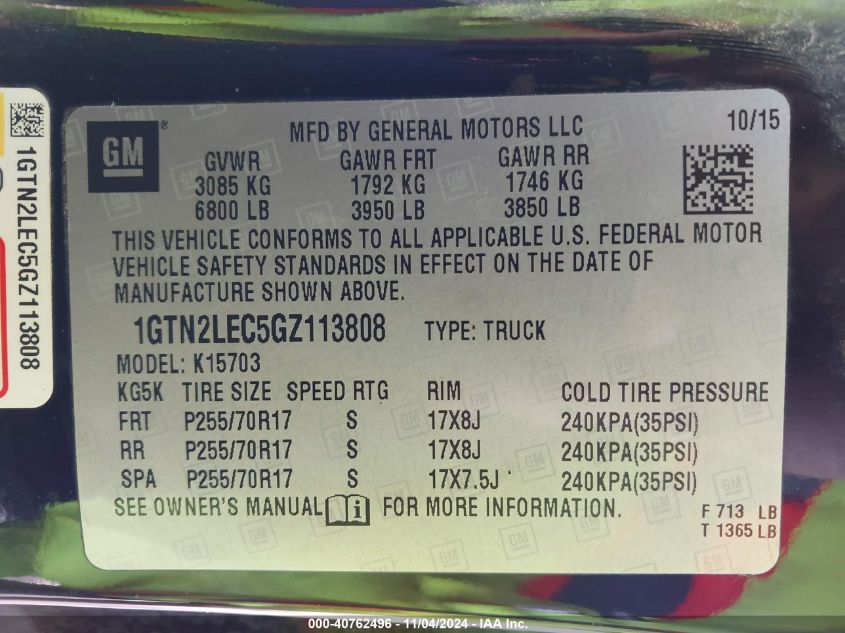 1GTN2LEC5GZ113808
GM ®
MFD BY GENERAL MOTORS LLC 10/15
GVWR GAWR FRT GAWR RR
3085 KG 1792 KG 1746 KG
6800 LB 3950 LB 3850 LB
THIS VEHICLE CONFORMS TO ALL APPLICABLE U.S. FEDERAL MOTOR
VEHICLE SAFETY STANDARDS IN EFFECT ON THE DATE OF
MANUFACTURE SHOWN ABOVE.
1GTN2LEC5GZ113808 TYPE: TRUCK
MODEL: K15703
KG5K TIRE SIZE SPEED RTG RIM COLD TIRE PRESSURE
FRT P255/70R17 S 17X8J 240KPA(35PSI)
RR P255/70R17 S 17X8J 240KPA(35PSI)
SPA P255/70R17 S 17X7.5J 240KPA(35PSI)
SEE OWNER'S MANUAL i FOR MORE INFORMATION.
F 713 LB
T 1365 LB
000-40762496 - 11/04/2024 - IAA Inc.